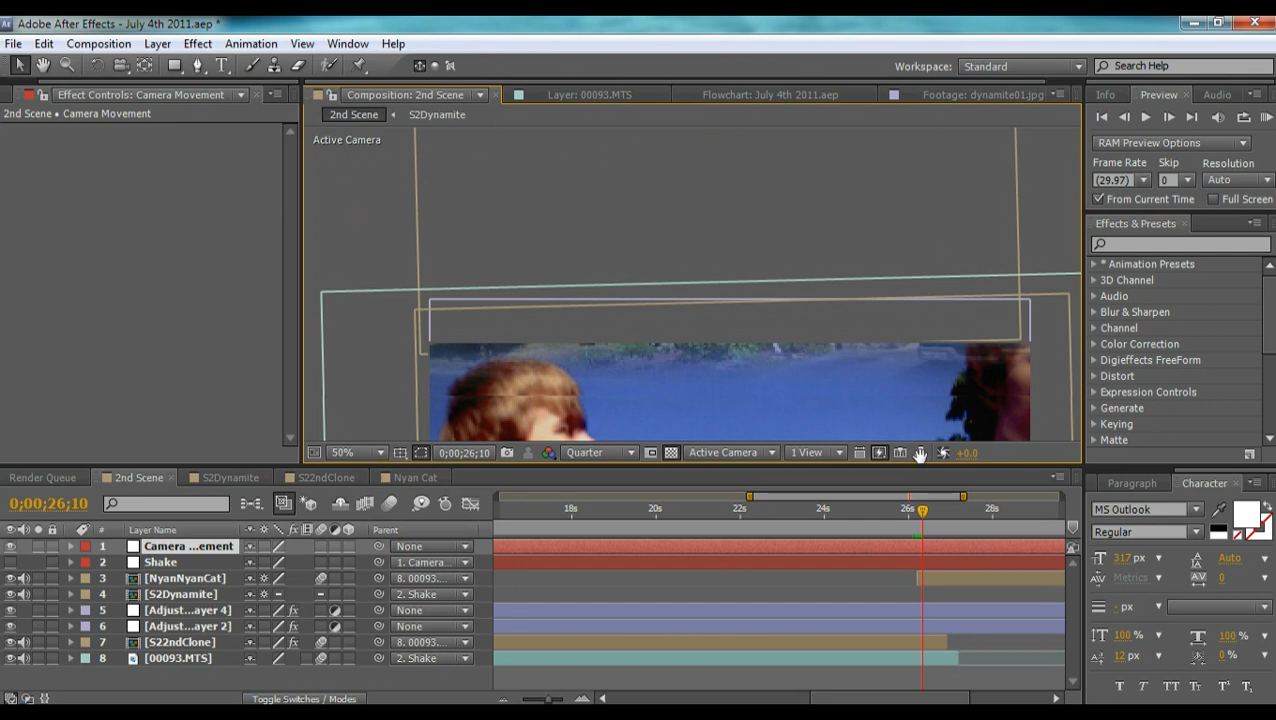 Adobe After Effects - July 4th 2011.aep *
File Edit Composition Layer Effect Animation View Window Help
Workspace: Standard Search Help
Effect Controls: Camera Movement
Composition: 2nd Scene
Layer: 00093.MTS
Flowchart: July 4th 2011.aep
Footage: dynamite01.jpg
Info Preview Audio
2nd Scene • Camera Movement
2nd Scene S2Dynamite
Active Camera
RAM Preview Options
Frame Rate Skip Resolution
(29.97) 0 Auto
From Current Time Full Screen
Effects & Presets
* Animation Presets
3D Channel
Audio
Blur & Sharpen
Channel
Color Correction
Digieffects FreeForm
Distort
Expression Controls
Generate
Keying
Matte
50% 0;00;26;10 Quarter Active Camera 1 View +0.0
Render Queue 2nd Scene S2Dynamite S22ndClone Nyan Cat
0;00;26;10
18s 20s 22s 24s 26s 28s
# Layer Name fx Parent
1 Camera ...ement None
2 Shake 1. Camera...
3 [NyanNyanCat] 8. 00093....
4 [S2Dynamite] 2. Shake
5 [Adjust...ayer 4] fx None
6 [Adjust...ayer 2] fx None
7 [S22ndClone] fx 8. 00093....
8 [00093.MTS] 2. Shake
Toggle Switches / Modes
Paragraph Character
MS Outlook
Regular
317 px Auto
Metrics 0
- px
100 % 100 %
12 px 0 %
T T TT Tr T¹ T₁